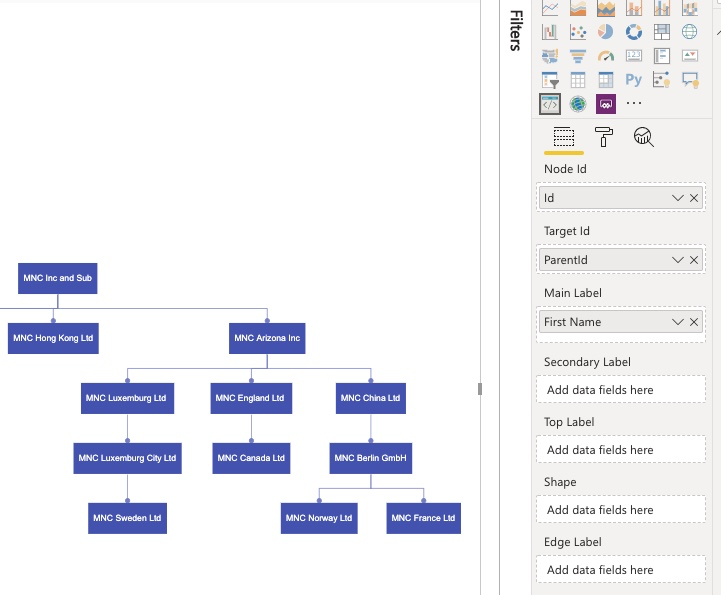 MNC Inc and Sub
MNC Hong Kong Ltd
MNC Arizona Inc
MNC Luxemburg Ltd
MNC England Ltd
MNC China Ltd
MNC Luxemburg City Ltd
MNC Canada Ltd
MNC Berlin GmbH
MNC Sweden Ltd
MNC Norway Ltd
MNC France Ltd
Filters
123
Py
Node Id
Id
Target Id
ParentId
Main Label
First Name
Secondary Label
Add data fields here
Top Label
Add data fields here
Shape
Add data fields here
Edge Label
Add data fields here